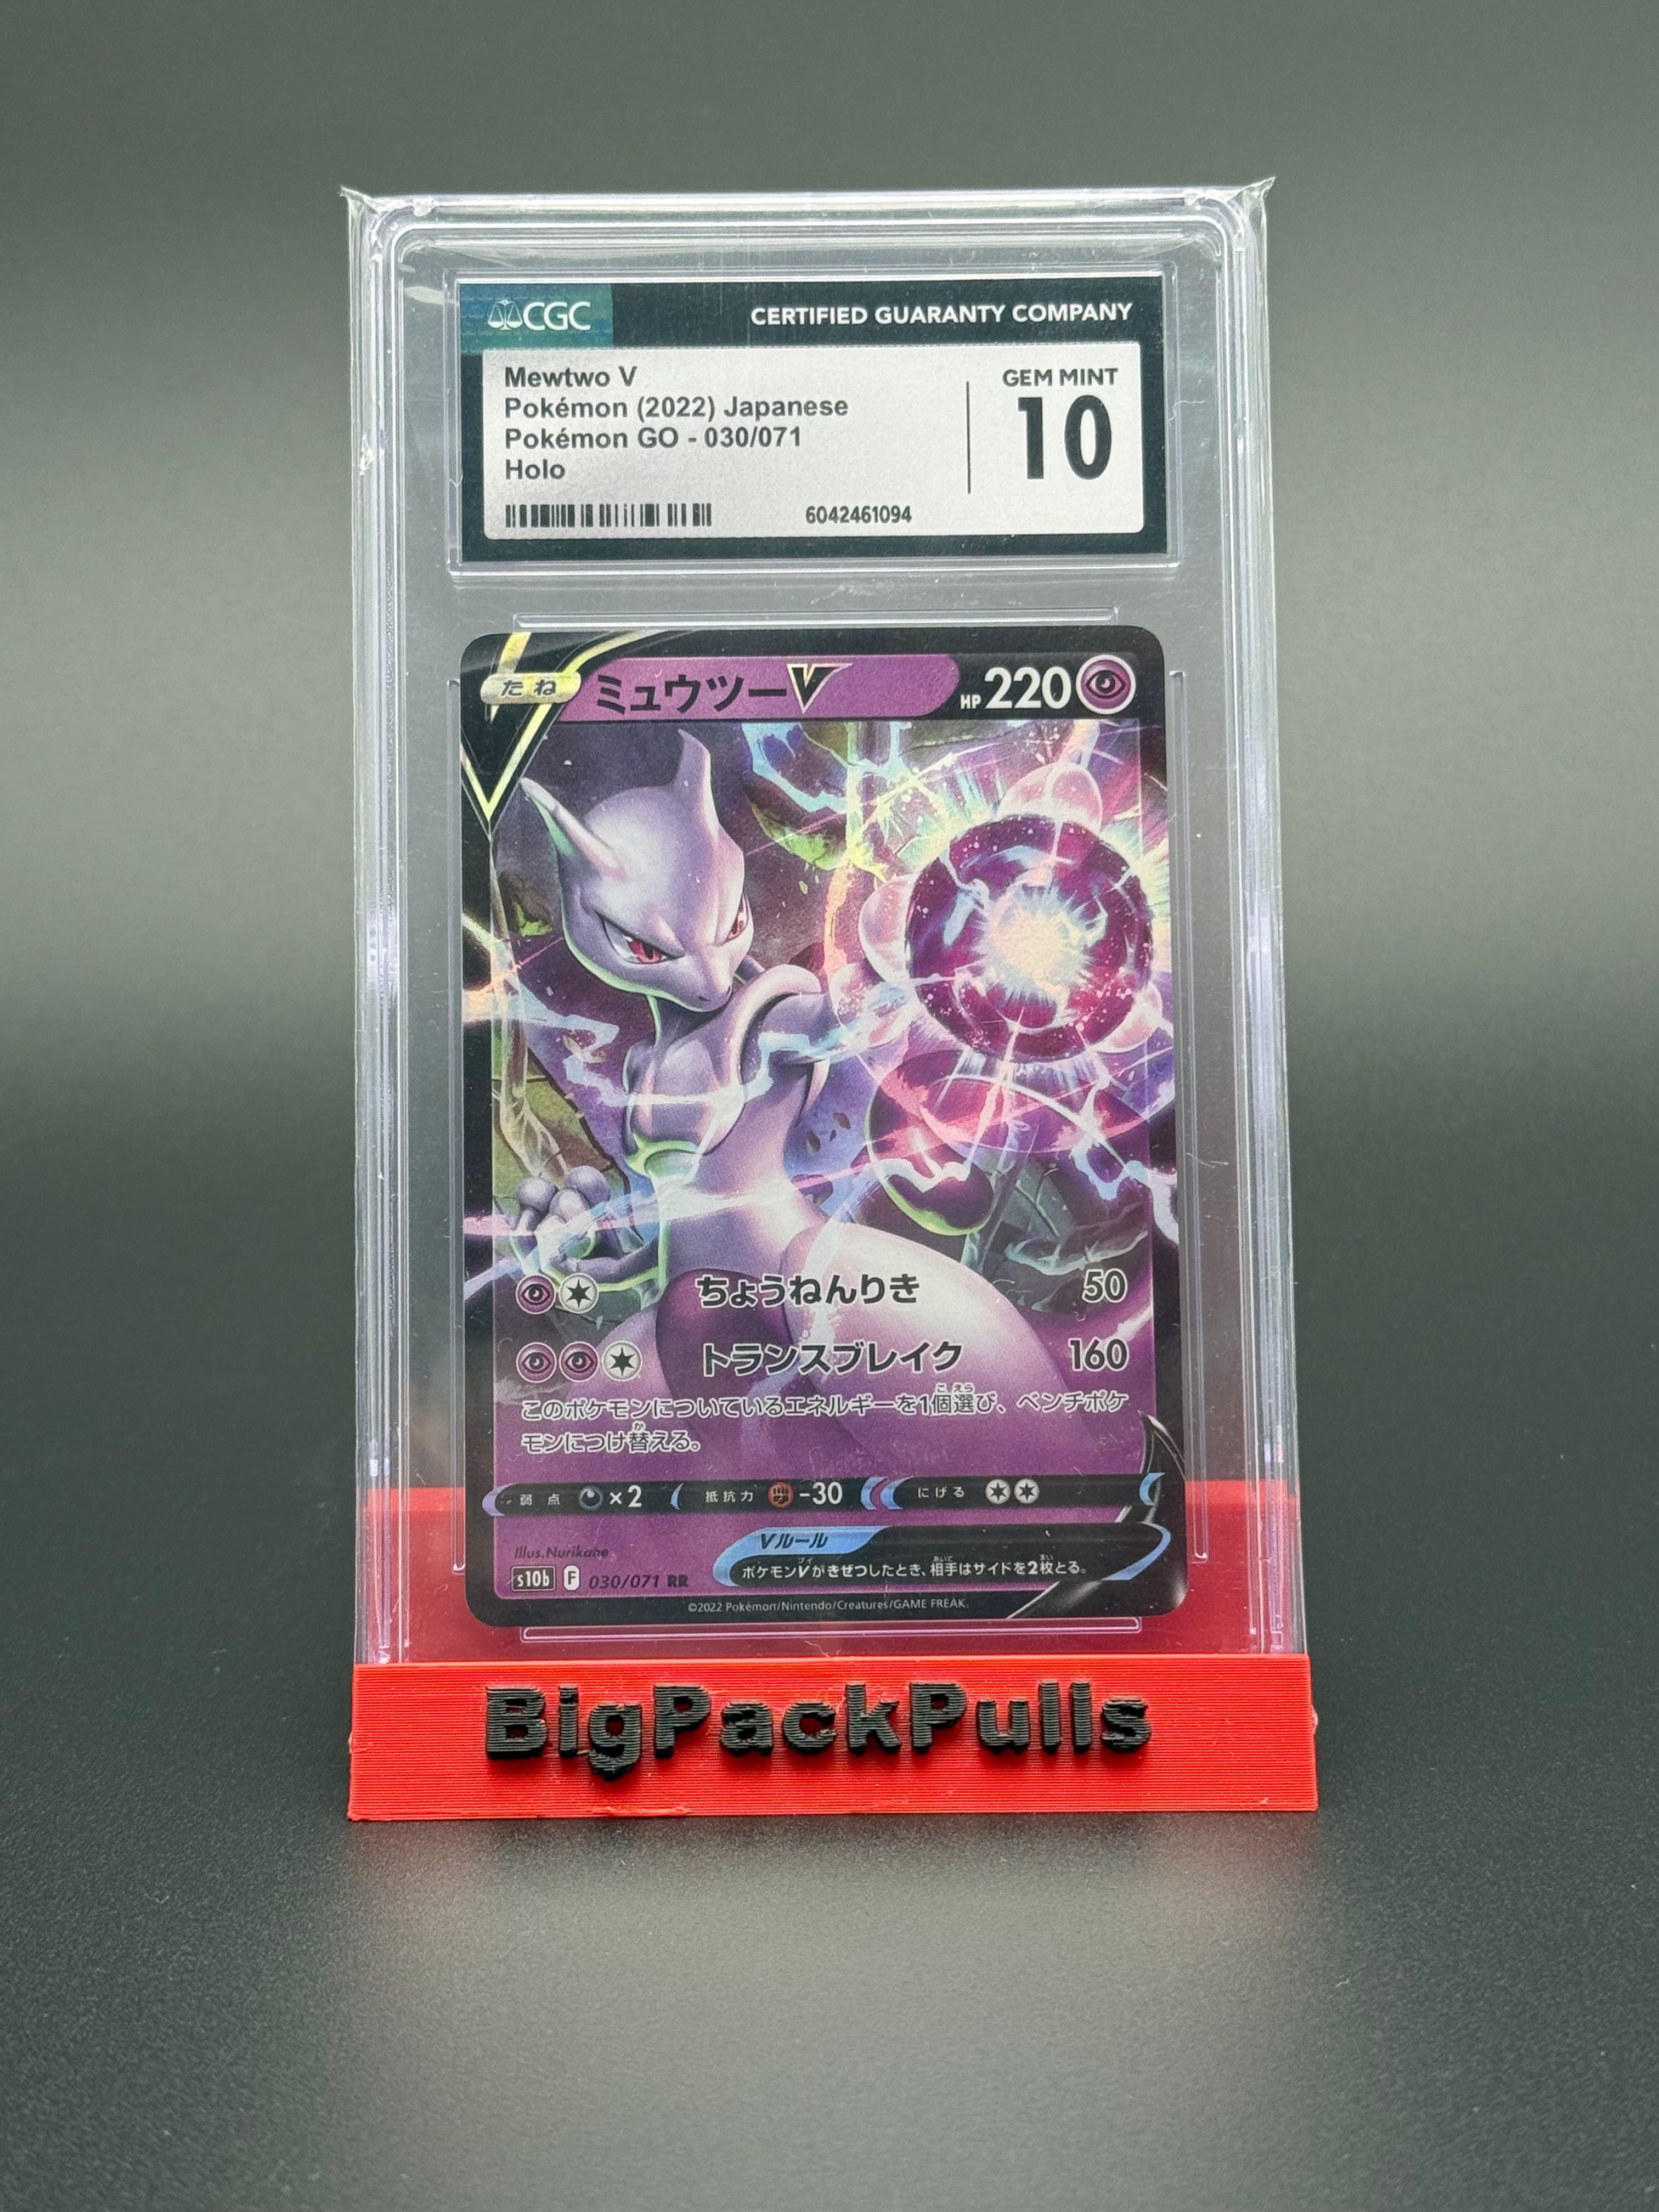 CGC
CERTIFIED GUARANTY COMPANY
Mewtwo V
Pokémon (2022) Japanese
Pokémon GO - 030/071
Holo
GEM MINT
10
6042461094
たね
ミュウツーV
HP 220
ちょうねんりき 50
トランスブレイク 160
このポケモンについているエネルギーを1個選び、ベンチポケ
モンにつけ替える。
弱点 ×2 抵抗力 -30 にげる
Vルール
ポケモンVがきぜつしたとき、相手はサイドを2枚とる。
Illus.Nurikabe
s10b F 030/071 RR
©2022 Pokémon/Nintendo/Creatures/GAME FREAK
BigPackPulls